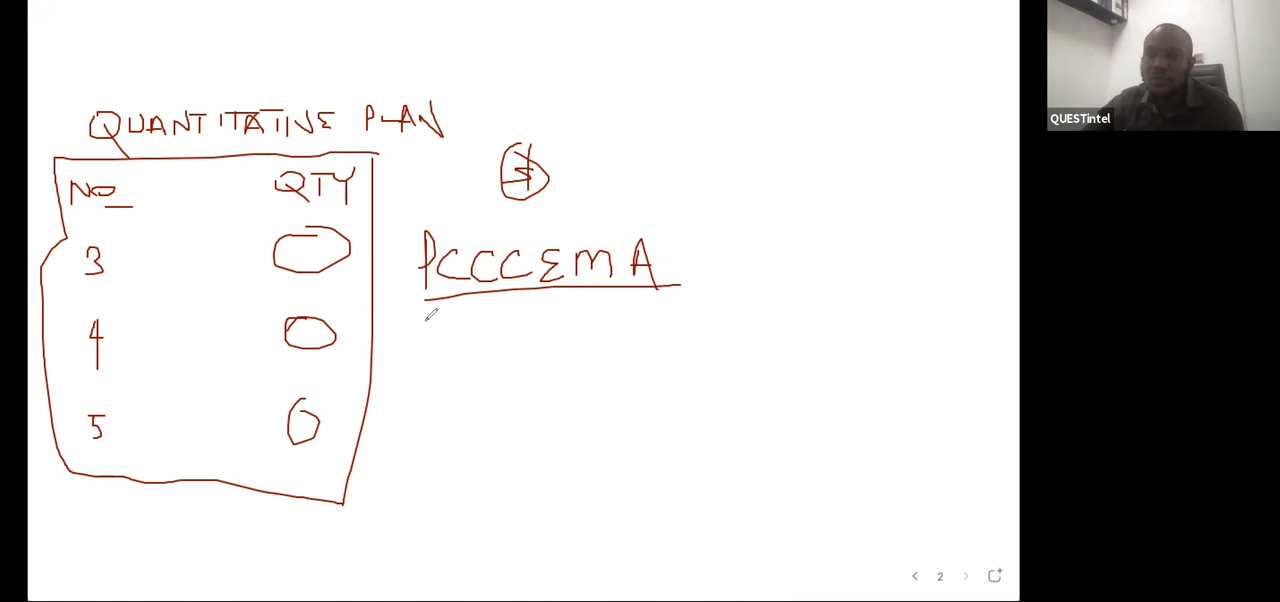 QUANTITATIVE PLAN
NO QTY
3
4
5
$
PCCCEMA
QUESTintel
2